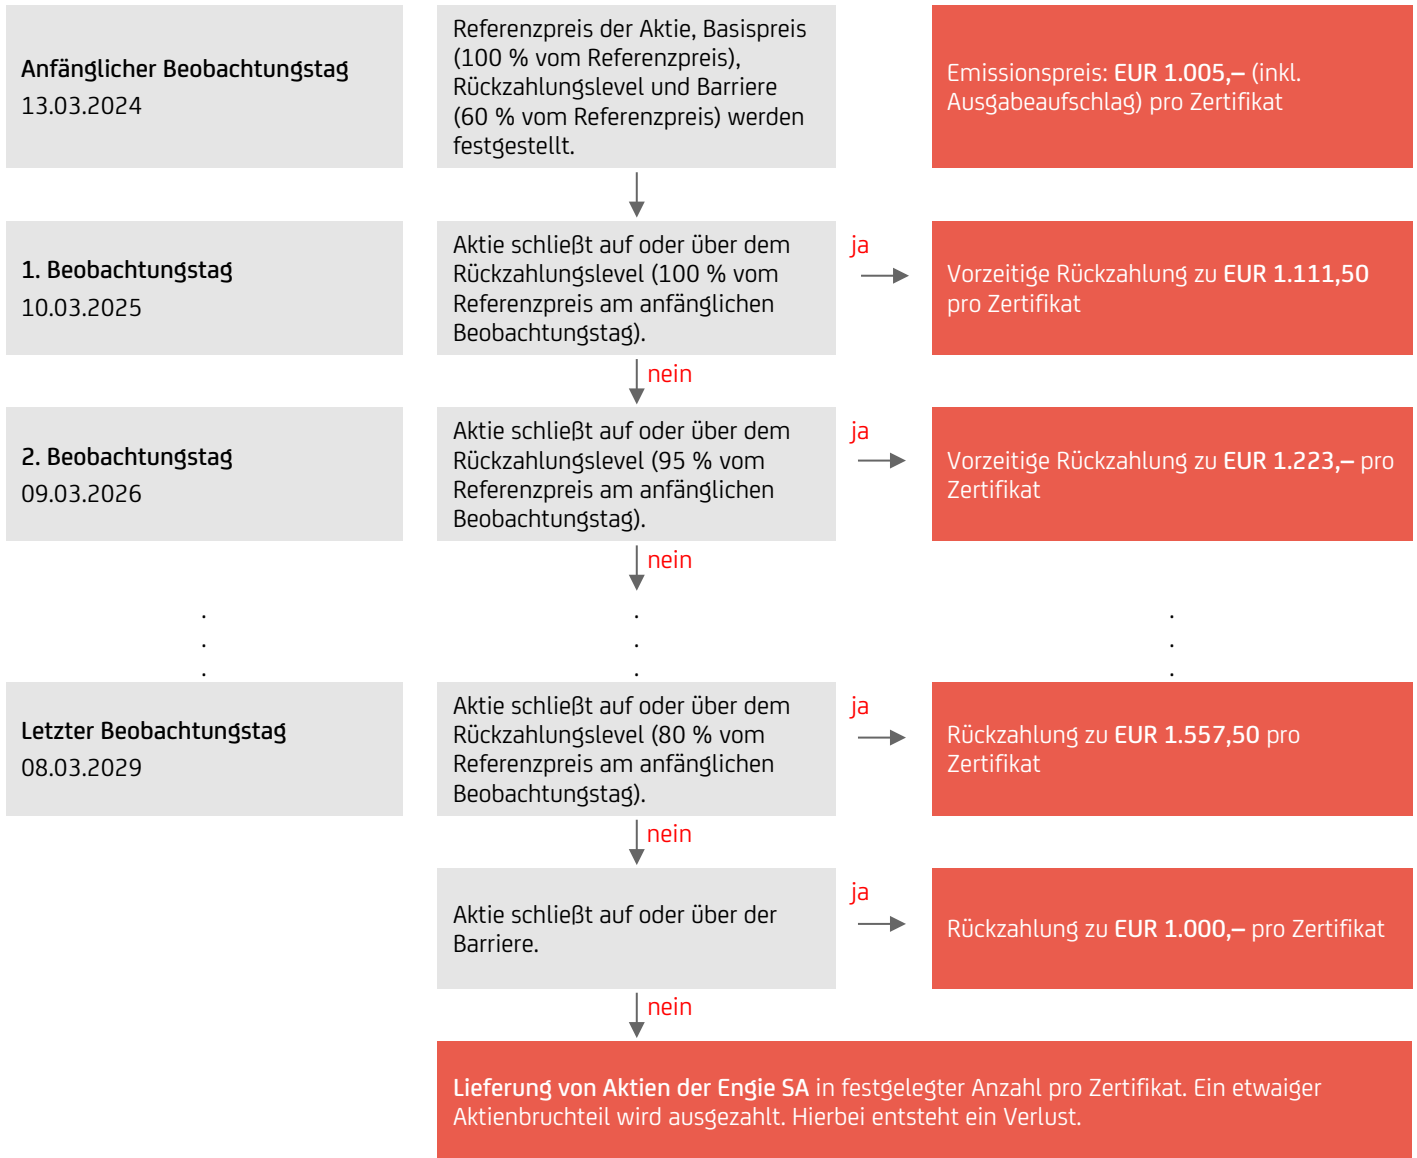 Anfänglicher Beobachtungstag
13.03.2024
Referenzpreis der Aktie, Basispreis
(100 % vom Referenzpreis),
Rückzahlungslevel und Barriere
(60 % vom Referenzpreis) werden
festgestellt.
Emissionspreis: EUR 1.005,– (inkl.
Ausgabeaufschlag) pro Zertifikat
1. Beobachtungstag
10.03.2025
Aktie schließt auf oder über dem
Rückzahlungslevel (100 % vom
Referenzpreis am anfänglichen
Beobachtungstag).
ja
Vorzeitige Rückzahlung zu EUR 1.111,50
pro Zertifikat
nein
2. Beobachtungstag
09.03.2026
Aktie schließt auf oder über dem
Rückzahlungslevel (95 % vom
Referenzpreis am anfänglichen
Beobachtungstag).
ja
Vorzeitige Rückzahlung zu EUR 1.223,– pro
Zertifikat
nein
. . .
. . .
. . .
Letzter Beobachtungstag
08.03.2029
Aktie schließt auf oder über dem
Rückzahlungslevel (80 % vom
Referenzpreis am anfänglichen
Beobachtungstag).
ja
Rückzahlung zu EUR 1.557,50 pro
Zertifikat
nein
Aktie schließt auf oder über der
Barriere.
ja
Rückzahlung zu EUR 1.000,– pro Zertifikat
nein
Lieferung von Aktien der Engie SA in festgelegter Anzahl pro Zertifikat. Ein etwaiger
Aktienbruchteil wird ausgezahlt. Hierbei entsteht ein Verlust.